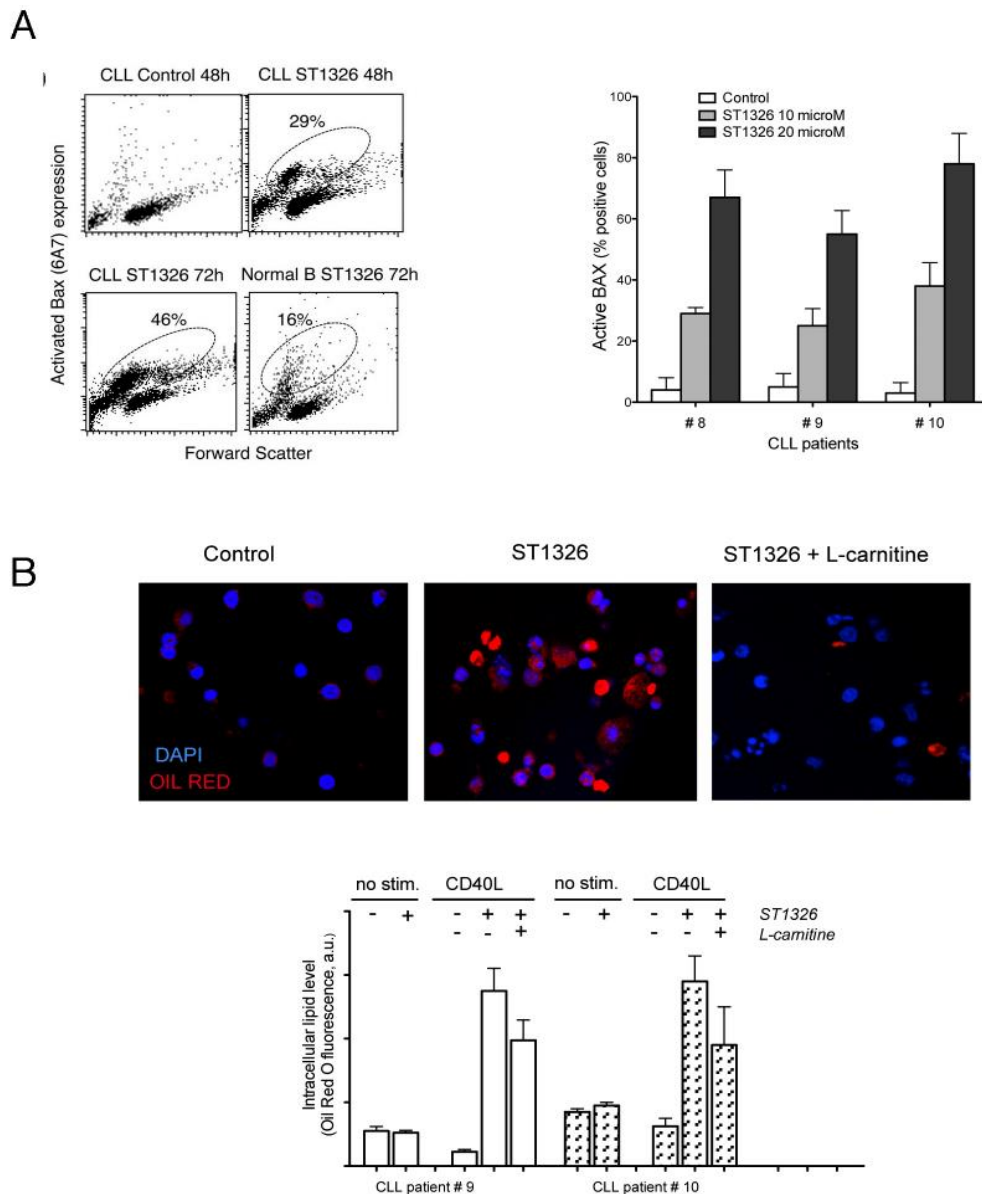 A
)
CLL Control 48h
CLL ST1326 48h
29%
CLL ST1326 72h
Normal B ST1326 72h
46%
16%
Activated Bax (6A7) expression
Forward Scatter
Control
ST1326 10 microM
ST1326 20 microM
100
80
60
40
20
0
Active BAX (% positive cells)
# 8
# 9
# 10
CLL patients
B
Control
ST1326
ST1326 + L-carnitine
DAPI
OIL RED
no stim.
CD40L
no stim.
CD40L
- + - + + - + - + + ST1326
- - + - - + L-carnitine
Intracellular lipid level
(Oil Red O fluorescence, a.u.)
CLL patient # 9
CLL patient # 10